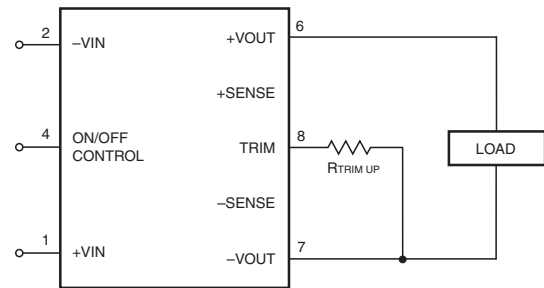 2
–VIN
+VOUT
6
+SENSE
4
ON/OFF
CONTROL
TRIM
8
RTRIM UP
LOAD
–SENSE
1
+VIN
–VOUT
7